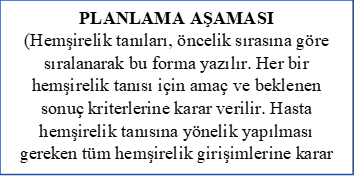 PLANLAMA AŞAMASI
(Hemşirelik tanıları, öncelik sırasına göre
sıralanarak bu forma yazılır. Her bir
hemşirelik tanısı için amaç ve beklenen
sonuç kriterlerine karar verilir. Hasta
hemşirelik tanısına yönelik yapılması
gereken tüm hemşirelik girişimlerine karar